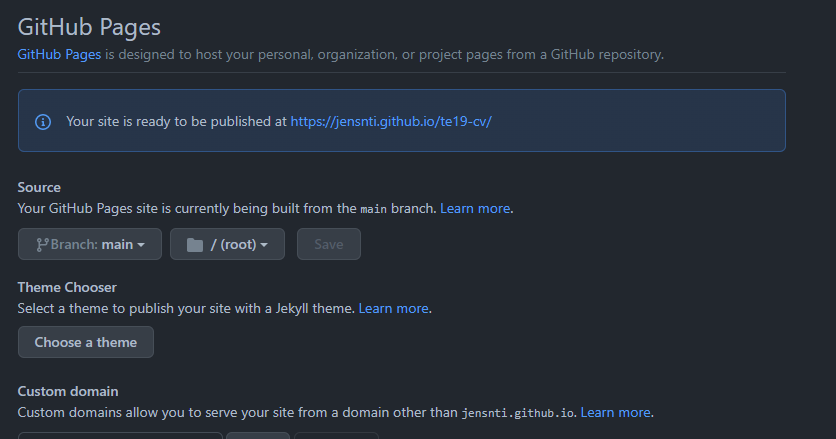 GitHub Pages
GitHub Pages is designed to host your personal, organization, or project pages from a GitHub repository.
Your site is ready to be published at https://jensnti.github.io/te19-cv/
Source
Your GitHub Pages site is currently being built from the main branch. Learn more.
Branch: main / (root) Save
Theme Chooser
Select a theme to publish your site with a Jekyll theme. Learn more.
Choose a theme
Custom domain
Custom domains allow you to serve your site from a domain other than jensnti.github.io. Learn more.